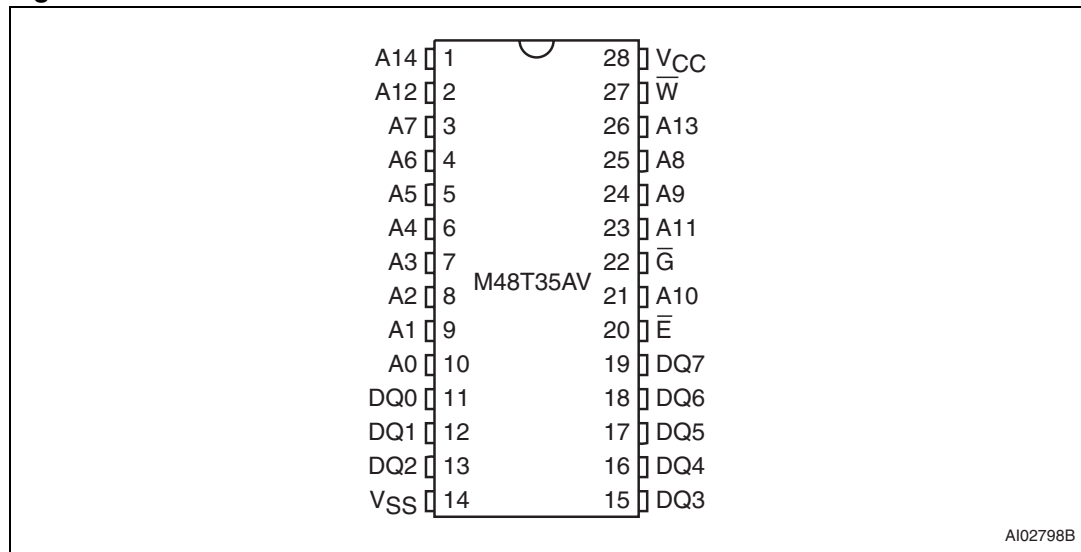 A14 1 28 VCC
A12 2 27 W̅
A7 3 26 A13
A6 4 25 A8
A5 5 24 A9
A4 6 23 A11
A3 7 22 G̅
M48T35AV
A2 8 21 A10
A1 9 20 E̅
A0 10 19 DQ7
DQ0 11 18 DQ6
DQ1 12 17 DQ5
DQ2 13 16 DQ4
VSS 14 15 DQ3
AI02798B